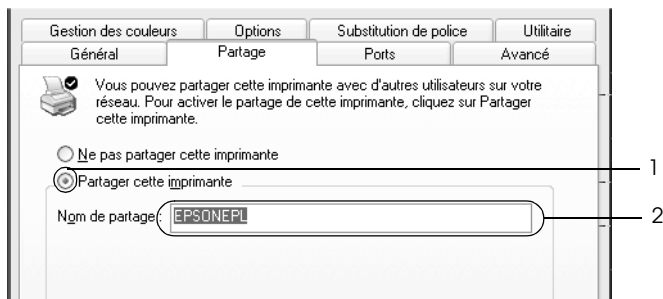 Gestion des couleurs Options Substitution de police Utilitaire
Général Partage Ports Avancé
Vous pouvez partager cette imprimante avec d'autres utilisateurs sur votre
réseau. Pour activer le partage de cette imprimante, cliquez sur Partager
cette imprimante.
Ne pas partager cette imprimante
1
Partager cette imprimante
Nom de partage : EPSONEPL
2